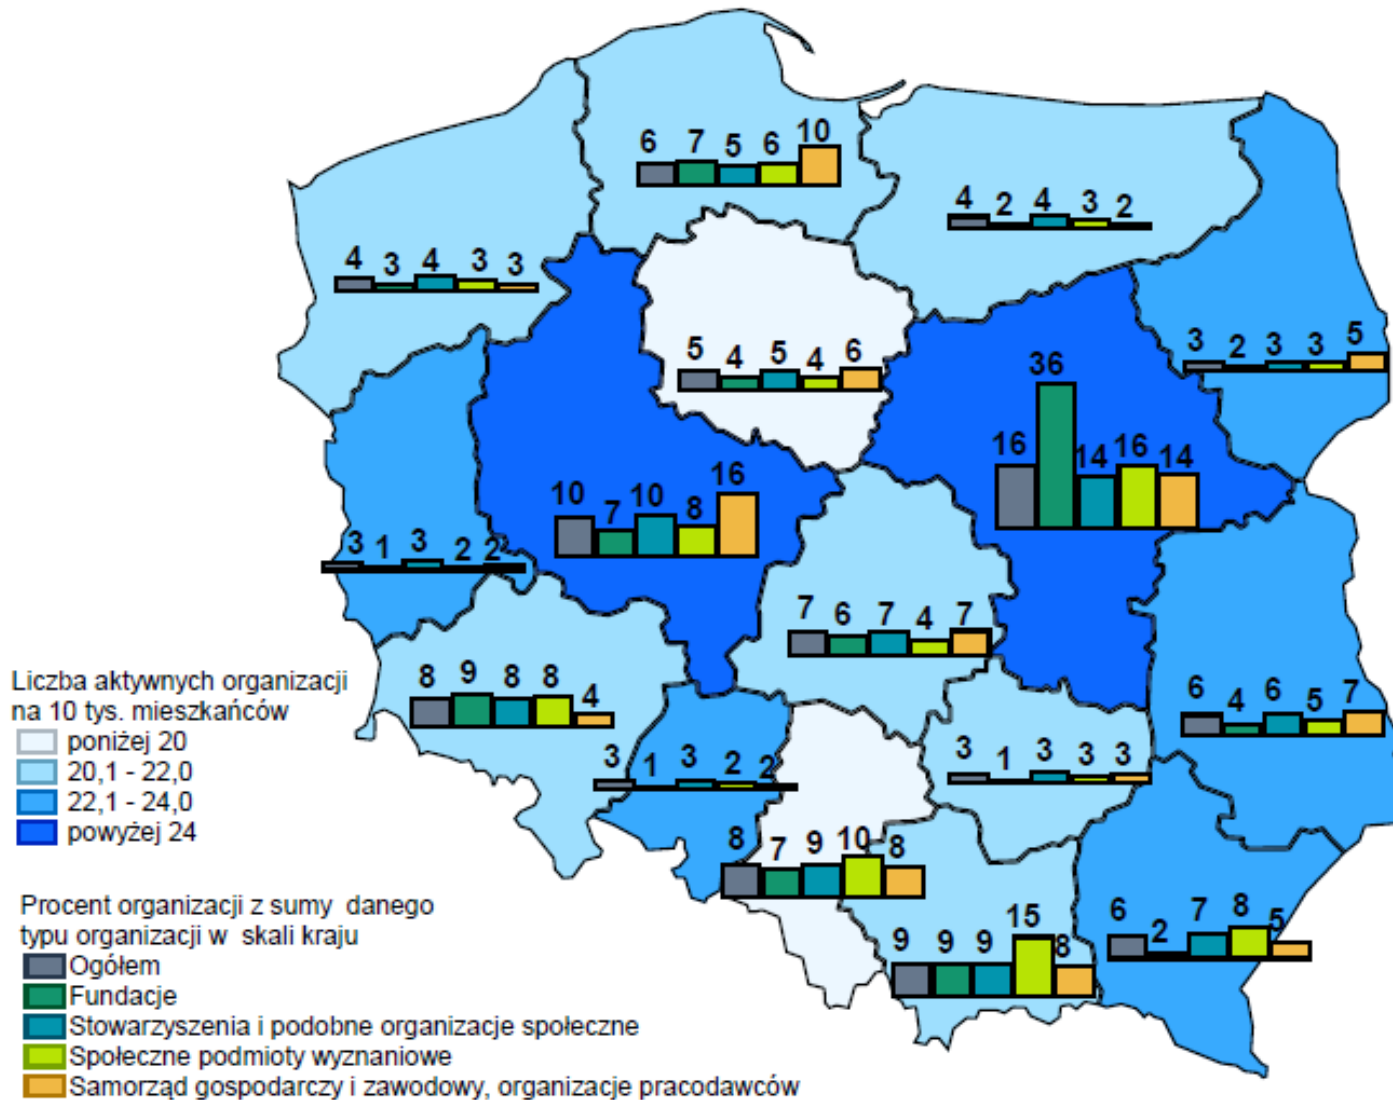 6 7 5 6 10
4 2 4 3 2
4 3 4 3 3
5 4 5 4 6
3 2 3 3 5
36
16 14 16 14
10 7 10 8 16
3 1 3 2 2
7 6 7 4 7
8 9 8 8 4
6 4 6 5 7
3 1 3 2 2
3 1 3 3 3
8 7 9 10 8
9 9 9 15 8
6 2 7 8 5
Liczba aktywnych organizacji
na 10 tys. mieszkańców
poniżej 20
20,1 - 22,0
22,1 - 24,0
powyżej 24
Procent organizacji z sumy danego
typu organizacji w skali kraju
Ogółem
Fundacje
Stowarzyszenia i podobne organizacje społeczne
Społeczne podmioty wyznaniowe
Samorząd gospodarczy i zawodowy, organizacje pracodawców